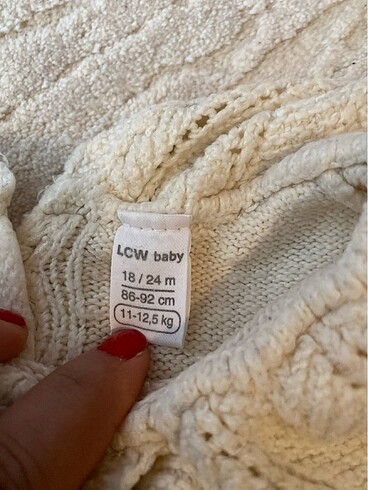 LCW baby
18 / 24 m
86-92 cm
11-12,5 kg